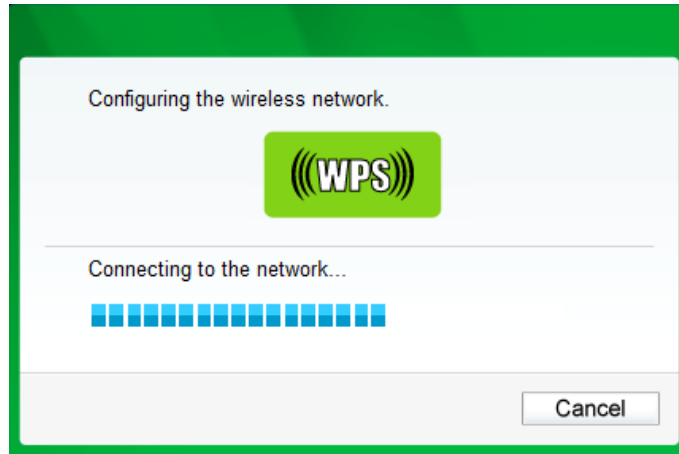 Configuring the wireless network.
(((WPS)))
Connecting to the network...
Cancel